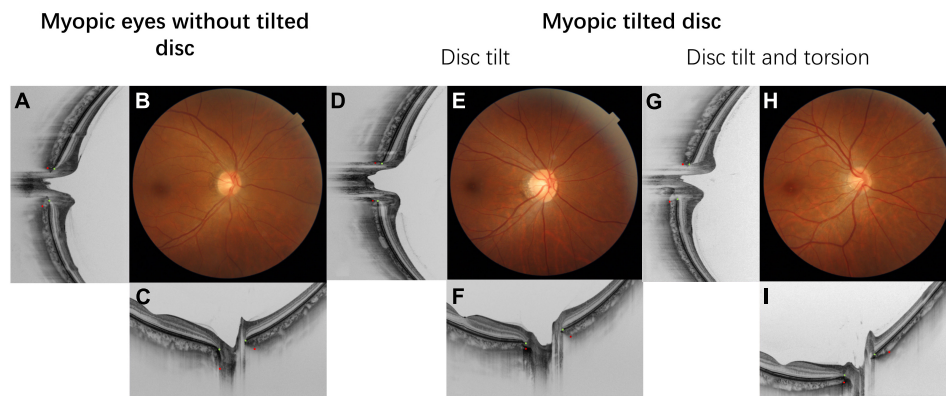 Myopic eyes without tilted
disc
Myopic tilted disc
Disc tilt
Disc tilt and torsion
A
B
D
E
G
H
C
F
I